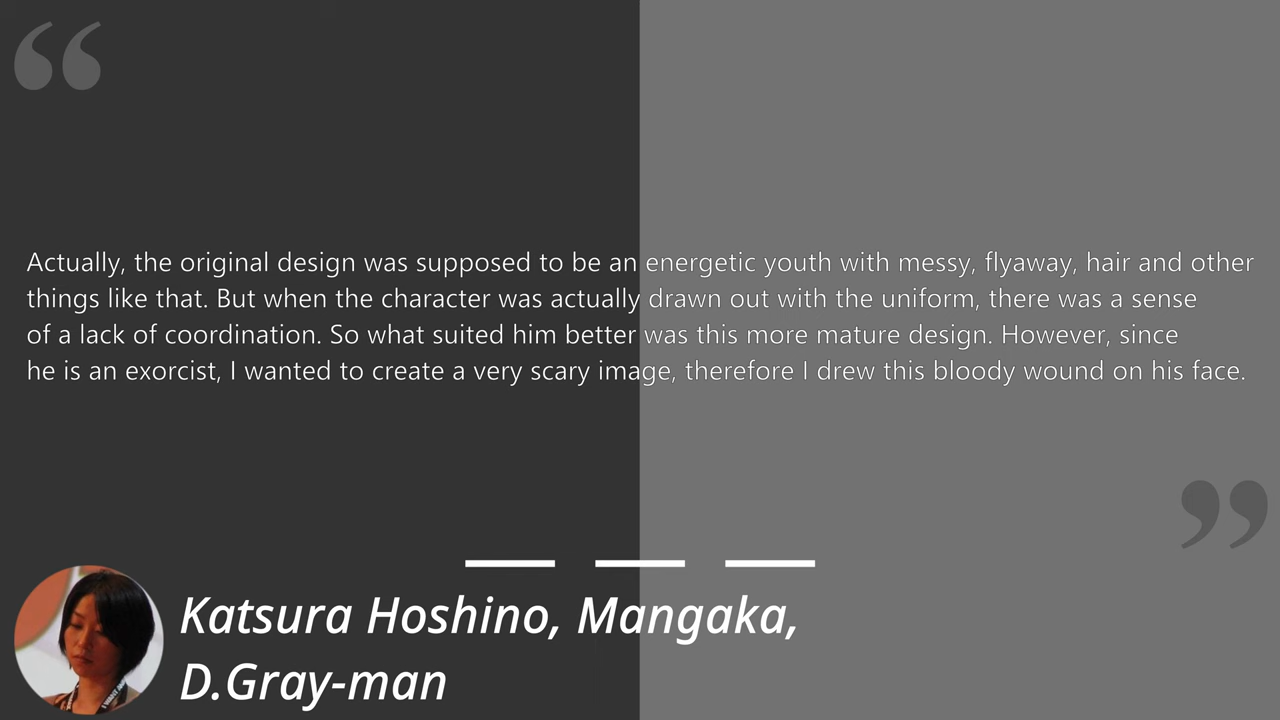 “
Actually, the original design was supposed to be an energetic youth with messy, flyaway, hair and other
things like that. But when the character was actually drawn out with the uniform, there was a sense
of a lack of coordination. So what suited him better was this more mature design. However, since
he is an exorcist, I wanted to create a very scary image, therefore I drew this bloody wound on his face.
”
Katsura Hoshino, Mangaka,
D.Gray-man